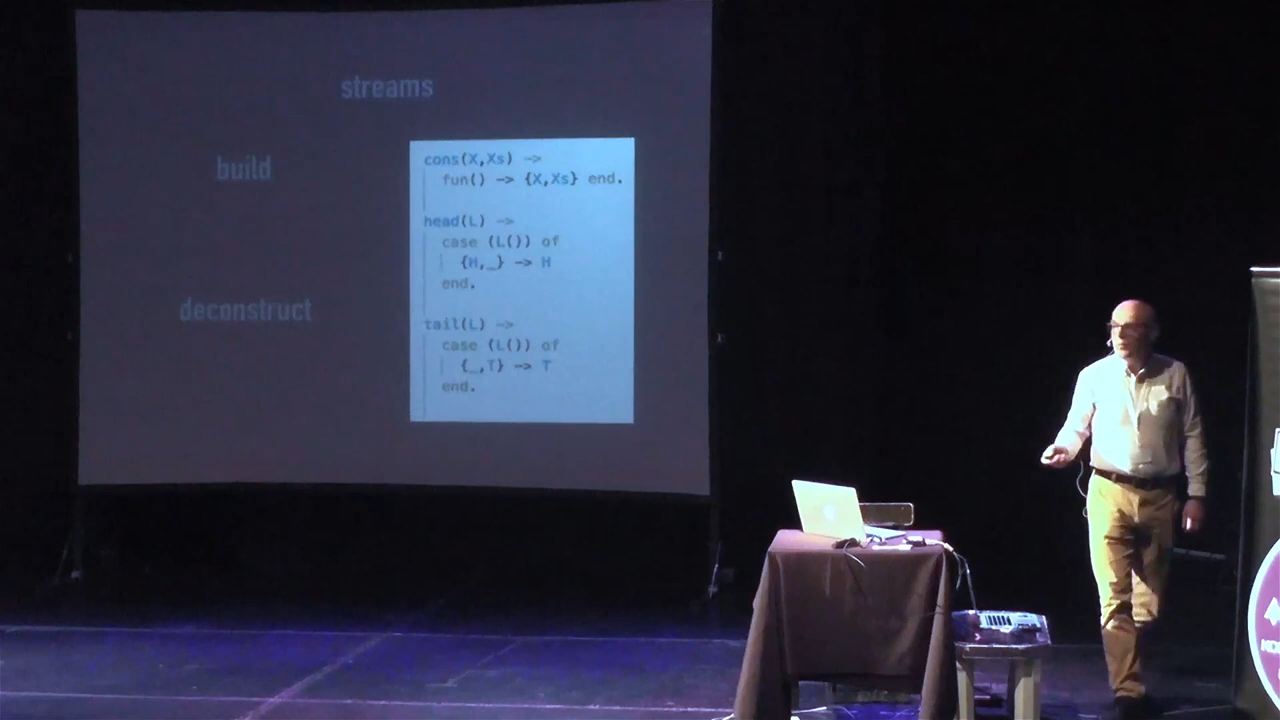 streams
build
cons(X,Xs) ->
fun() -> {X,Xs} end.
head(L) ->
case (L()) of
{H,_} -> H
end.
deconstruct
tail(L) ->
case (L()) of
{_,T} -> T
end.